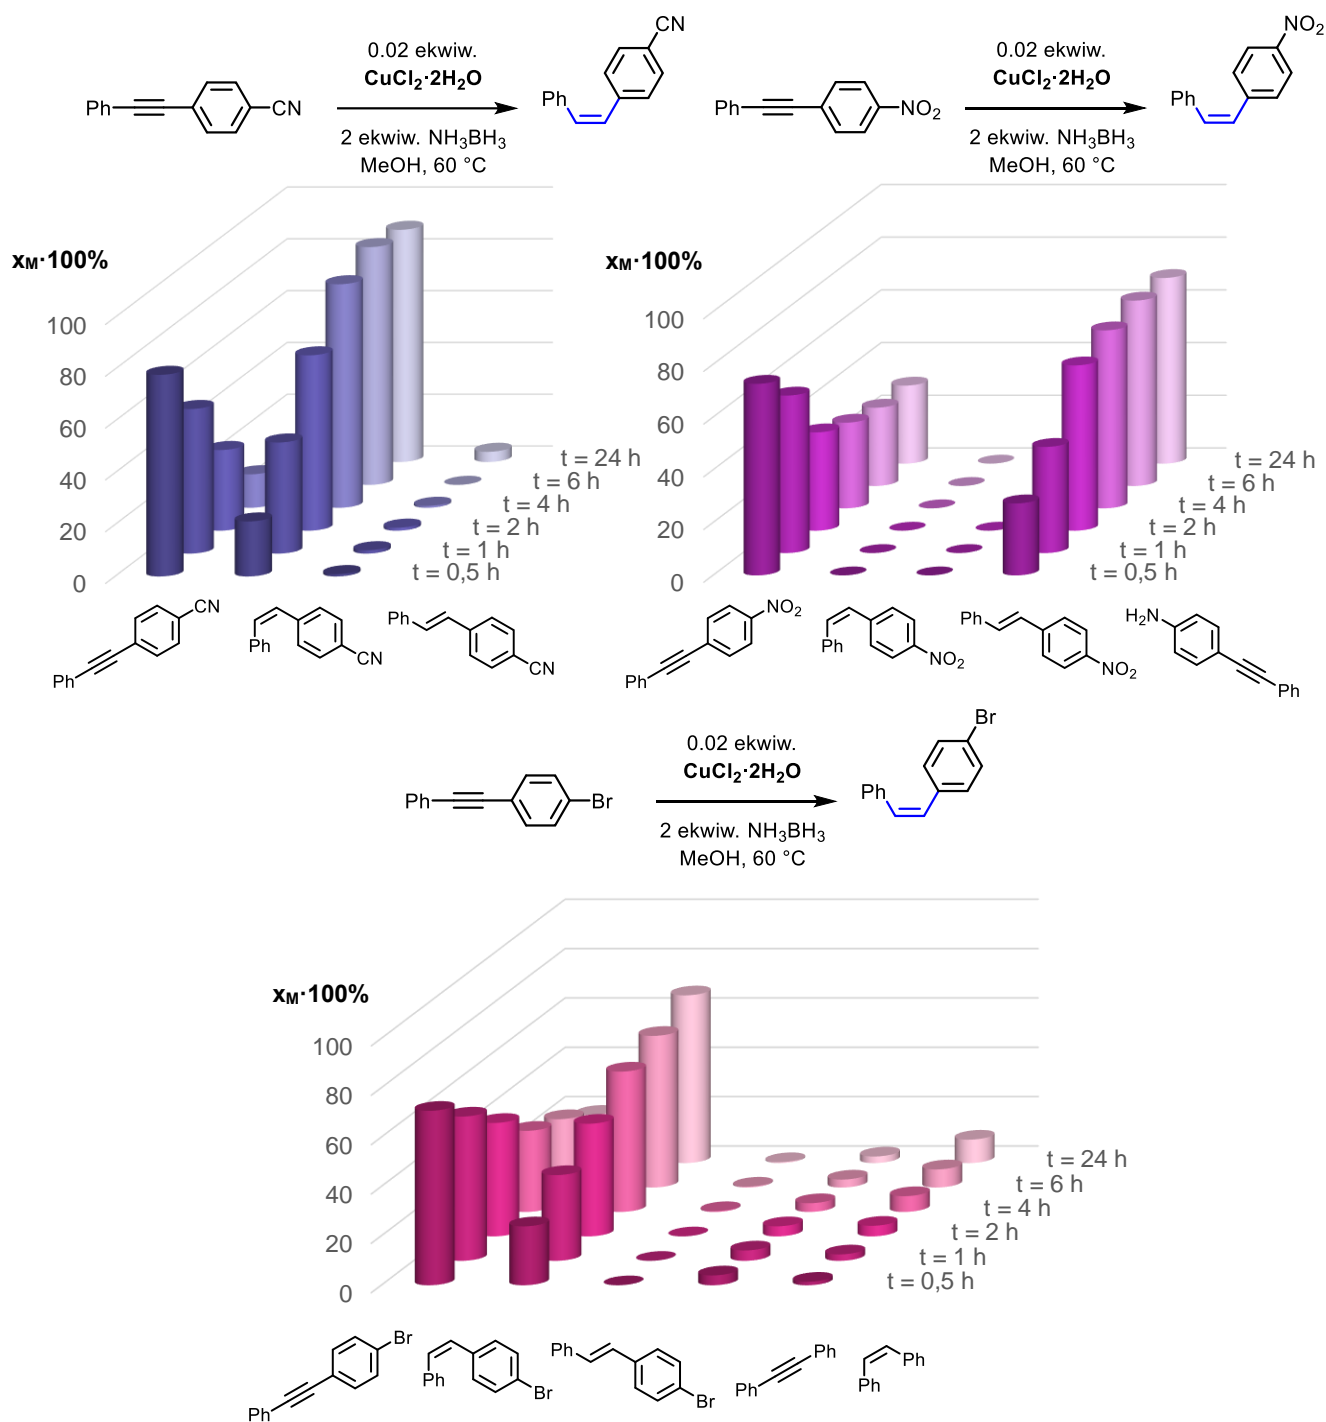 0.02 ekwiw.
CuCl₂·2H₂O
2 ekwiw. NH₃BH₃
MeOH, 60 °C
Ph
CN
Ph
CN
0.02 ekwiw.
CuCl₂·2H₂O
2 ekwiw. NH₃BH₃
MeOH, 60 °C
Ph
NO₂
Ph
NO₂
xM·100%
100
80
60
40
20
0
t = 24 h
t = 6 h
t = 4 h
t = 2 h
t = 1 h
t = 0,5 h
CN
Ph
Ph
CN
Ph
CN
xM·100%
100
80
60
40
20
0
t = 24 h
t = 6 h
t = 4 h
t = 2 h
t = 1 h
t = 0,5 h
NO₂
Ph
Ph
NO₂
Ph
NO₂
H₂N
Ph
0.02 ekwiw.
CuCl₂·2H₂O
2 ekwiw. NH₃BH₃
MeOH, 60 °C
Ph
Br
Ph
Br
xM·100%
100
80
60
40
20
0
t = 24 h
t = 6 h
t = 4 h
t = 2 h
t = 1 h
t = 0,5 h
Br
Ph
Ph
Br
Ph
Br
Ph
Ph
Ph
Ph